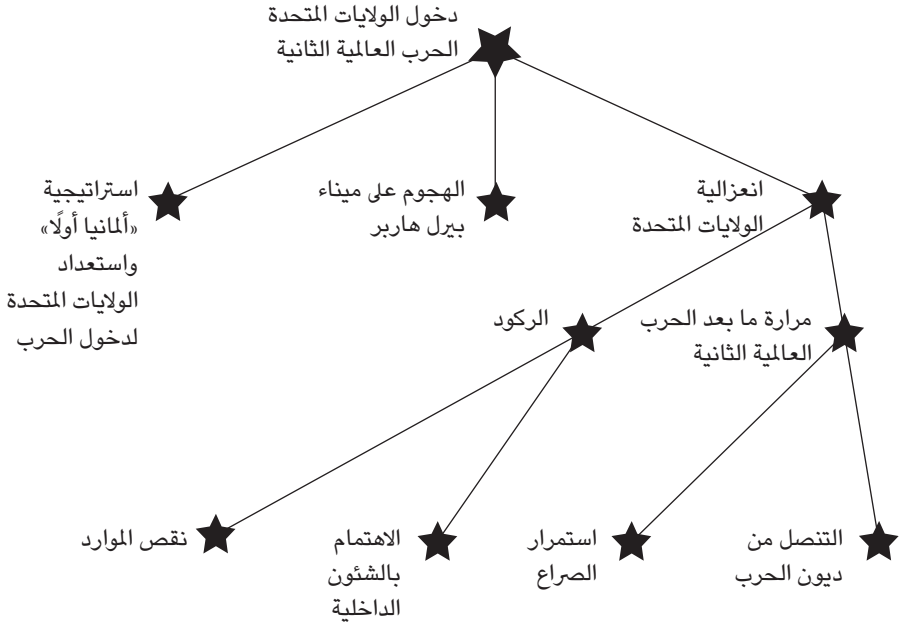 دخول الولايات المتحدة
الحرب العالمية الثانية
انعزالية
الولايات المتحدة
الهجوم على ميناء
بيرل هاربر
استراتيجية
«ألمانيا أولًا»
واستعداد
الولايات المتحدة
لدخول الحرب
مرارة ما بعد الحرب
العالمية الثانية
الركود
التنصل من
ديون الحرب
استمرار
الصراع
الاهتمام
بالشئون
الداخلية
نقص الموارد